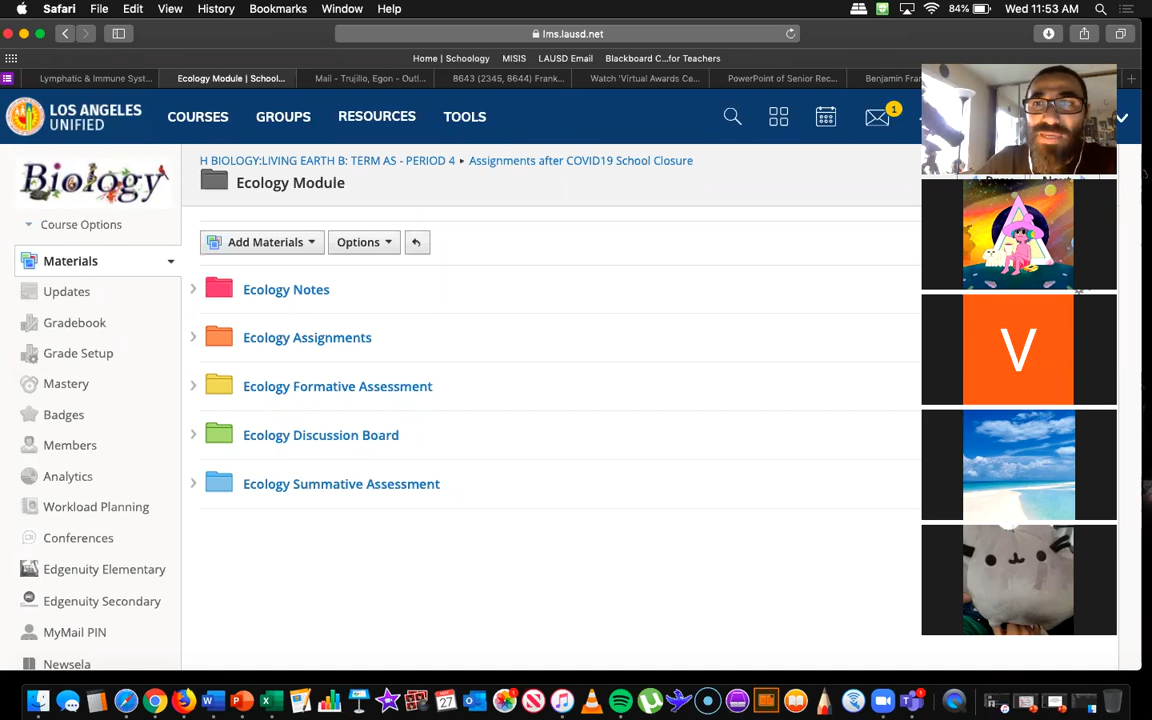 Safari File Edit View History Bookmarks Window Help 84% Wed 11:53 AM
lms.lausd.net
Home | Schoology MISIS LAUSD Email Blackboard C...for Teachers
Lymphatic & Immune Syst... Ecology Module | School... Mail - Trujillo, Egon - Outl... 8643 (2345, 8644) Frank... Watch 'Virtual Awards Ce... PowerPoint of Senior Rec... Benjamin Fra
LOS ANGELES
UNIFIED
COURSES GROUPS RESOURCES TOOLS 1
H BIOLOGY:LIVING EARTH B: TERM AS - PERIOD 4 ▸ Assignments after COVID19 School Closure
Biology
Ecology Module
Course Options
Add Materials Options
Materials
Updates
Gradebook
Grade Setup
Mastery
Badges
Members
Analytics
Workload Planning
Conferences
Edgenuity Elementary
Edgenuity Secondary
MyMail PIN
Newsela
Ecology Notes
Ecology Assignments
Ecology Formative Assessment
Ecology Discussion Board
Ecology Summative Assessment
V
27